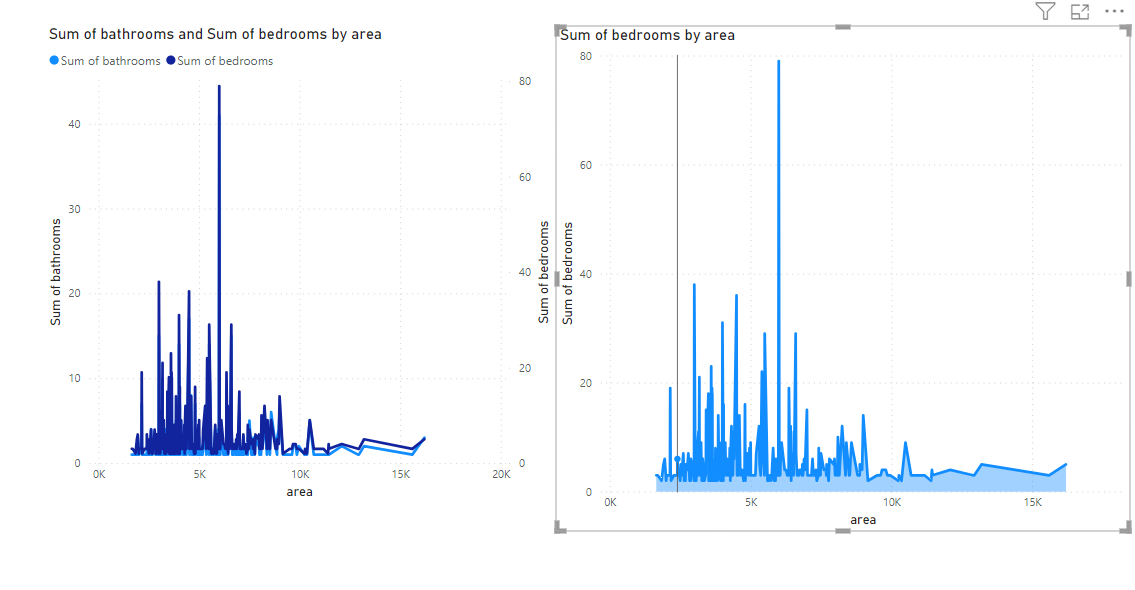 Sum of bathrooms and Sum of bedrooms by area
Sum of bathrooms Sum of bedrooms
Sum of bathrooms
40
30
20
10
0
80
60
40
20
0
Sum of bedrooms
0K 5K 10K 15K 20K
area
Sum of bedrooms by area
Sum of bedrooms
80
60
40
20
0
0K 5K 10K 15K
area